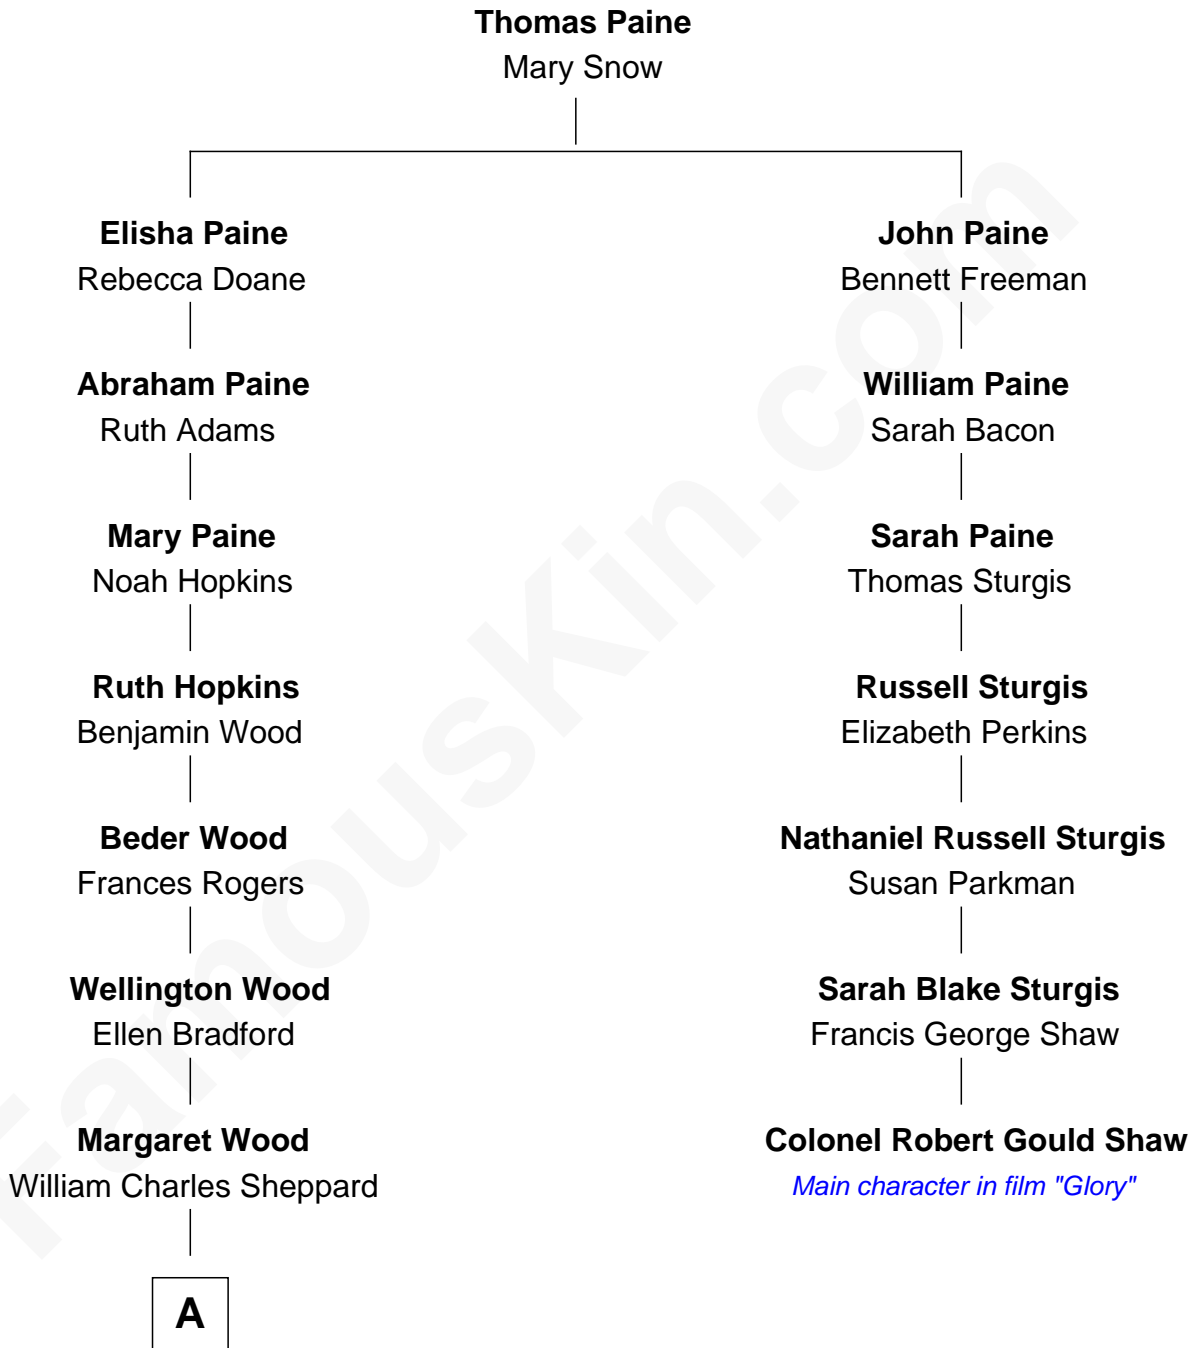 Thomas Paine
Mary Snow
Elisha Paine
Rebecca Doane
John Paine
Bennett Freeman
Abraham Paine
Ruth Adams
William Paine
Sarah Bacon
Mary Paine
Noah Hopkins
Sarah Paine
Thomas Sturgis
Ruth Hopkins
Benjamin Wood
Russell Sturgis
Elizabeth Perkins
Beder Wood
Frances Rogers
Nathaniel Russell Sturgis
Susan Parkman
Wellington Wood
Ellen Bradford
Sarah Blake Sturgis
Francis George Shaw
Margaret Wood
William Charles Sheppard
Colonel Robert Gould Shaw
Main character in film "Glory"
A
FamousKin.com